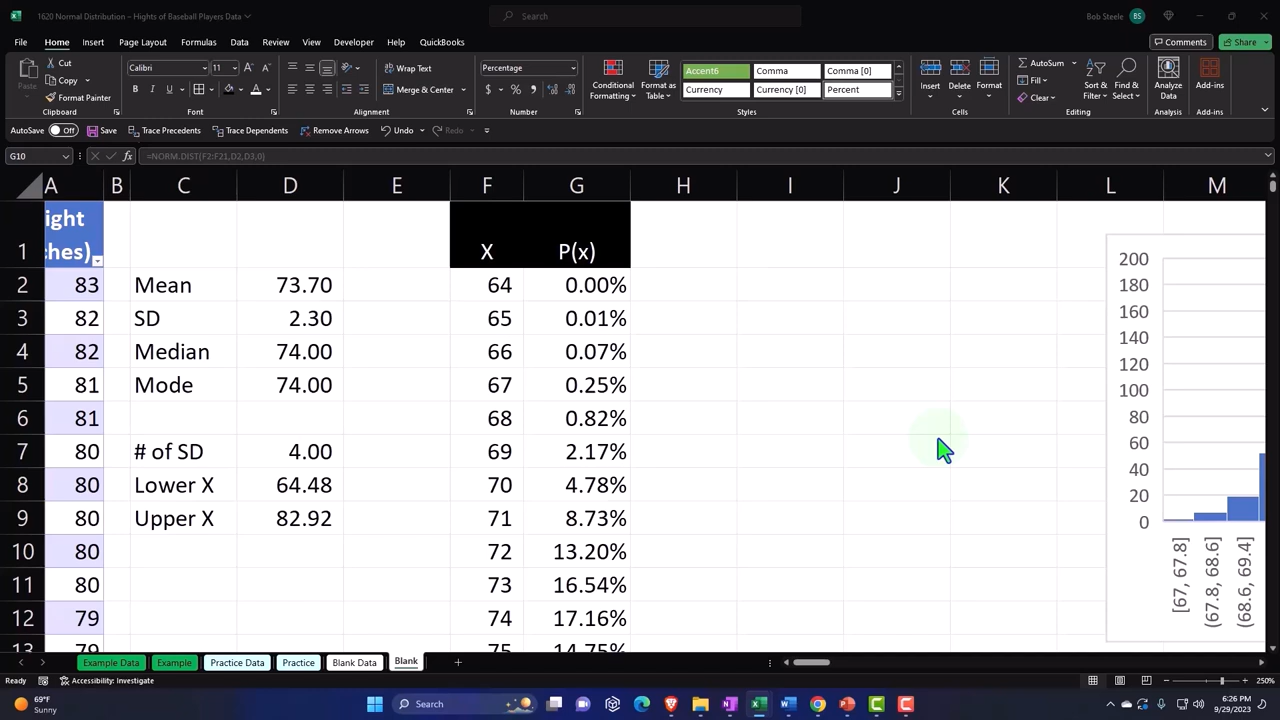 1620 Normal Distribution – Hights of Baseball Players Data
Search
Bob Steele BS
File Home Insert Page Layout Formulas Data Review View Developer Help QuickBooks Comments Share
Paste
Cut
Copy
Format Painter
Clipboard
Calibri 11
B I U
Font
Wrap Text
Merge & Center
Alignment
Percentage
$ % ,
Number
Conditional Formatting
Format as Table
Accent6 Comma Comma [0]
Currency Currency [0] Percent
Styles
Insert Delete Format
Cells
AutoSum
Fill
Clear
Sort & Filter
Find & Select
Editing
Analyze Data
Analysis
Add-ins
Add-ins
AutoSave Off Save Trace Precedents Trace Dependents Remove Arrows Undo Redo
G10 fx =NORM.DIST(F2:F21,D2,D3,0)
A B C D E F G H I J K L M
ight
1 ches) X P(x)
2 83 Mean 73.70 64 0.00%
3 82 SD 2.30 65 0.01%
4 82 Median 74.00 66 0.07%
5 81 Mode 74.00 67 0.25%
6 81 68 0.82%
7 80 # of SD 4.00 69 2.17%
8 80 Lower X 64.48 70 4.78%
9 80 Upper X 82.92 71 8.73%
10 80 72 13.20%
11 80 73 16.54%
12 79 74 17.16%
13 79 75 14.75%
200
180
160
140
120
100
80
60
40
20
0
[67, 67.8]
(67.8, 68.6]
(68.6, 69.4]
Example Data Example Practice Data Practice Blank Data Blank
Ready Accessibility: Investigate 250%
69°F
Sunny
Search
6:26 PM
9/29/2023